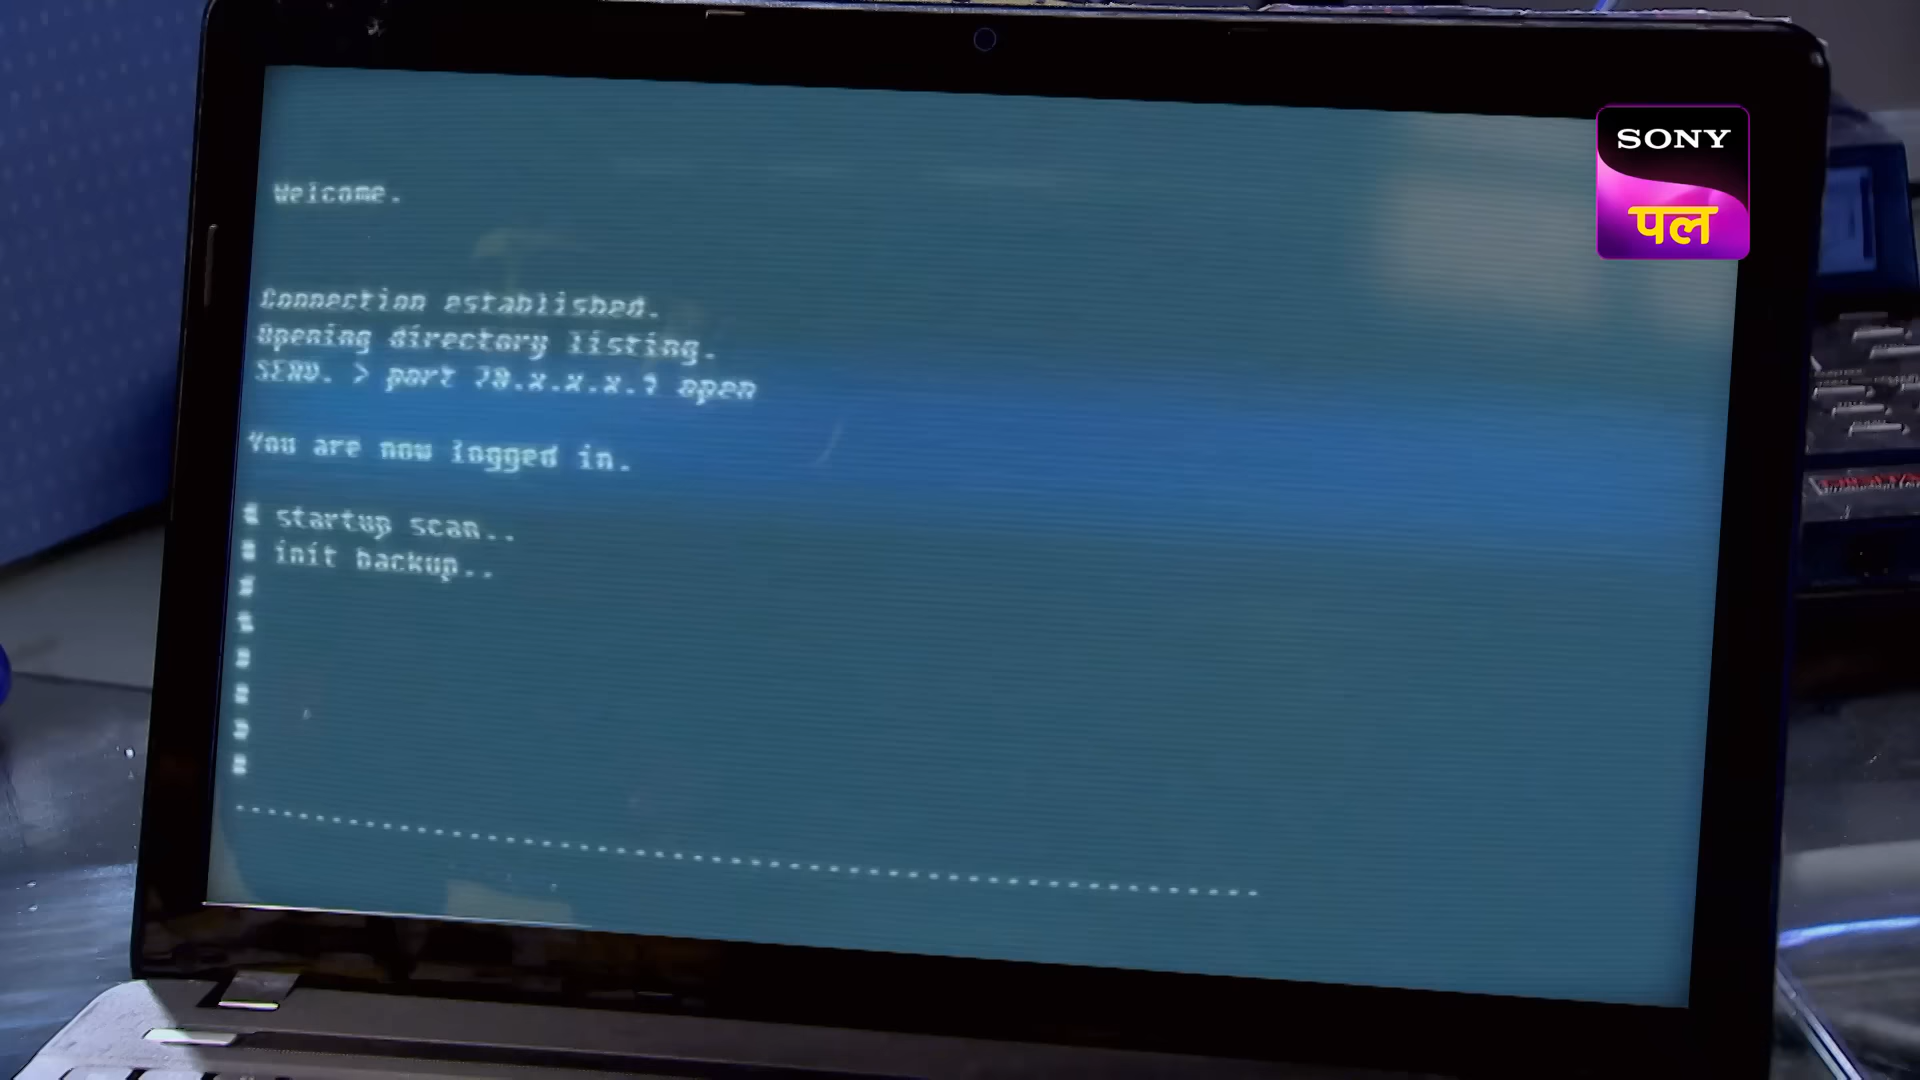 SONY
पल
Welcome.
Connection established.
Opening directory listing.
SERV. > port open
You are now logged in.
# startup scan..
# init backup..
#